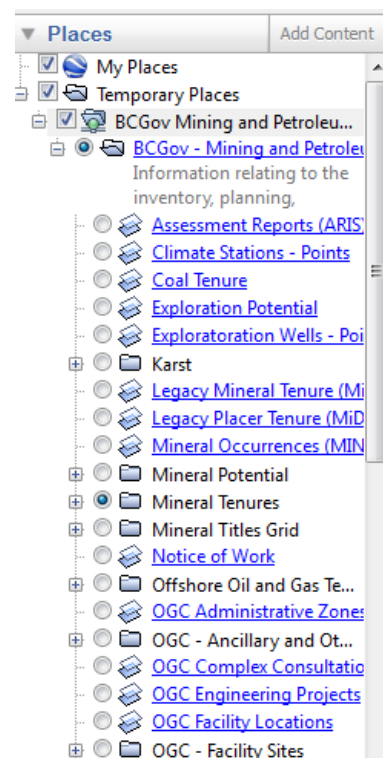 Places
Add Content
My Places
Temporary Places
BCGov Mining and Petroleu...
BCGov - Mining and Petroleu
Information relating to the
inventory, planning,
Assessment Reports (ARIS)
Climate Stations - Points
Coal Tenure
Exploration Potential
Exploratoration Wells - Poi
Karst
Legacy Mineral Tenure (Mi
Legacy Placer Tenure (MiD
Mineral Occurrences (MIN
Mineral Potential
Mineral Tenures
Mineral Titles Grid
Notice of Work
Offshore Oil and Gas Te...
OGC Administrative Zones
OGC - Ancillary and Ot...
OGC Complex Consultatio
OGC Engineering Projects
OGC Facility Locations
OGC - Facility Sites